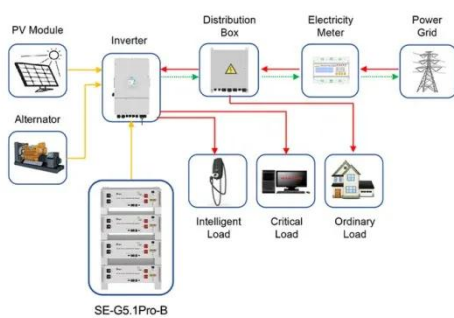 PV Module
Inverter
Distribution
Box
Electricity
Meter
Power
Grid
Alternator
Intelligent
Load
Critical
Load
Ordinary
Load
SE-G5.1Pro-B